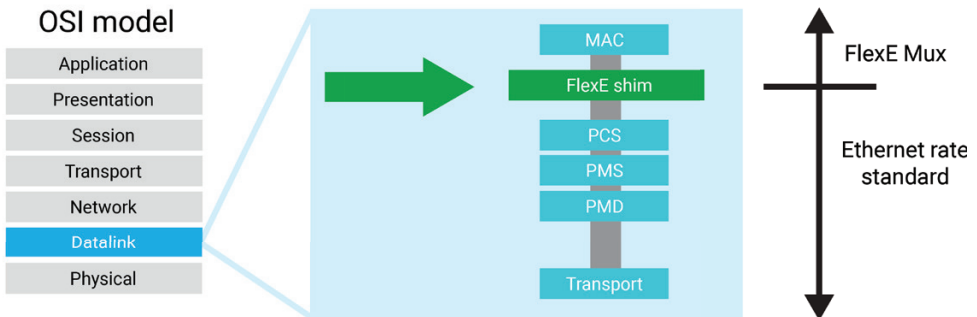 OSI model
Application
Presentation
Session
Transport
Network
Datalink
Physical
MAC
FlexE shim
PCS
PMS
PMD
Transport
FlexE Mux
Ethernet rate
standard